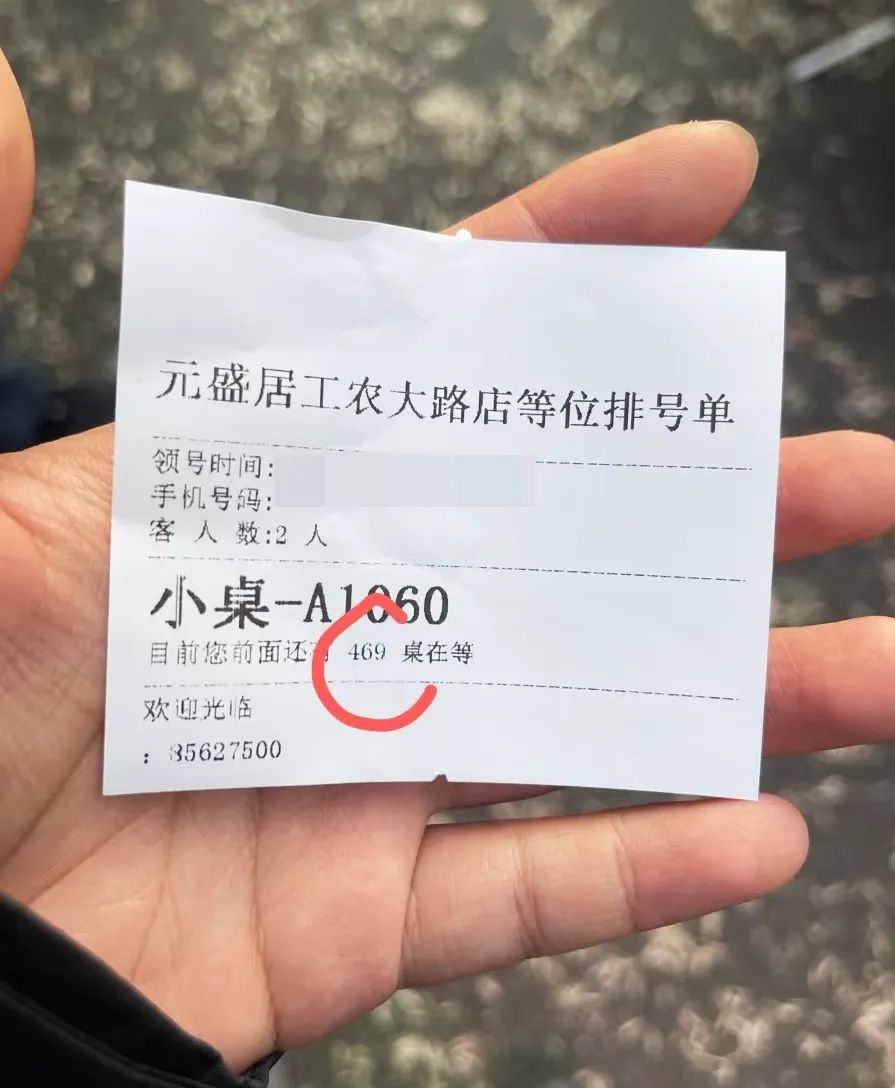 元盛居工农大路店等位排号单
领号时间:
手机号码:
客 人 数:2 人
小桌-A1060
目前您前面还有 469 桌在等
欢迎光临
: 85627500